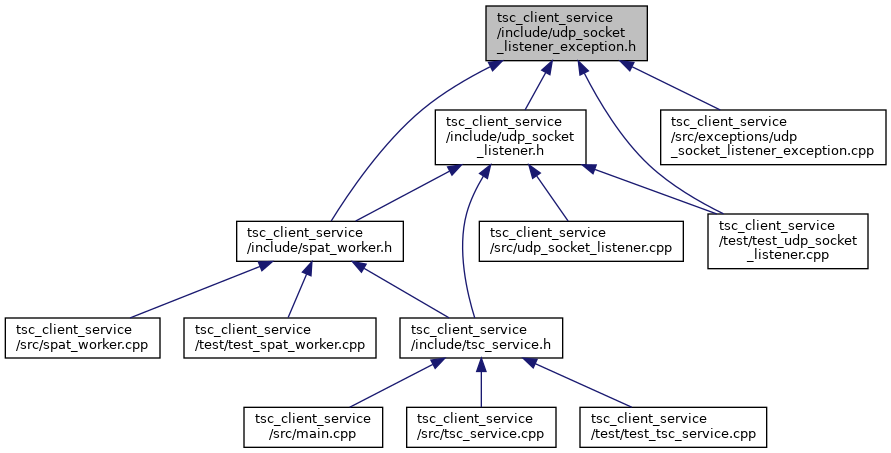 tsc_client_service
/include/udp_socket
_listener_exception.h
tsc_client_service
/include/udp_socket
_listener.h
tsc_client_service
/src/exceptions/udp
_socket_listener_exception.cpp
tsc_client_service
/include/spat_worker.h
tsc_client_service
/src/udp_socket_listener.cpp
tsc_client_service
/test/test_udp_socket
_listener.cpp
tsc_client_service
/src/spat_worker.cpp
tsc_client_service
/test/test_spat_worker.cpp
tsc_client_service
/include/tsc_service.h
tsc_client_service
/src/main.cpp
tsc_client_service
/src/tsc_service.cpp
tsc_client_service
/test/test_tsc_service.cpp